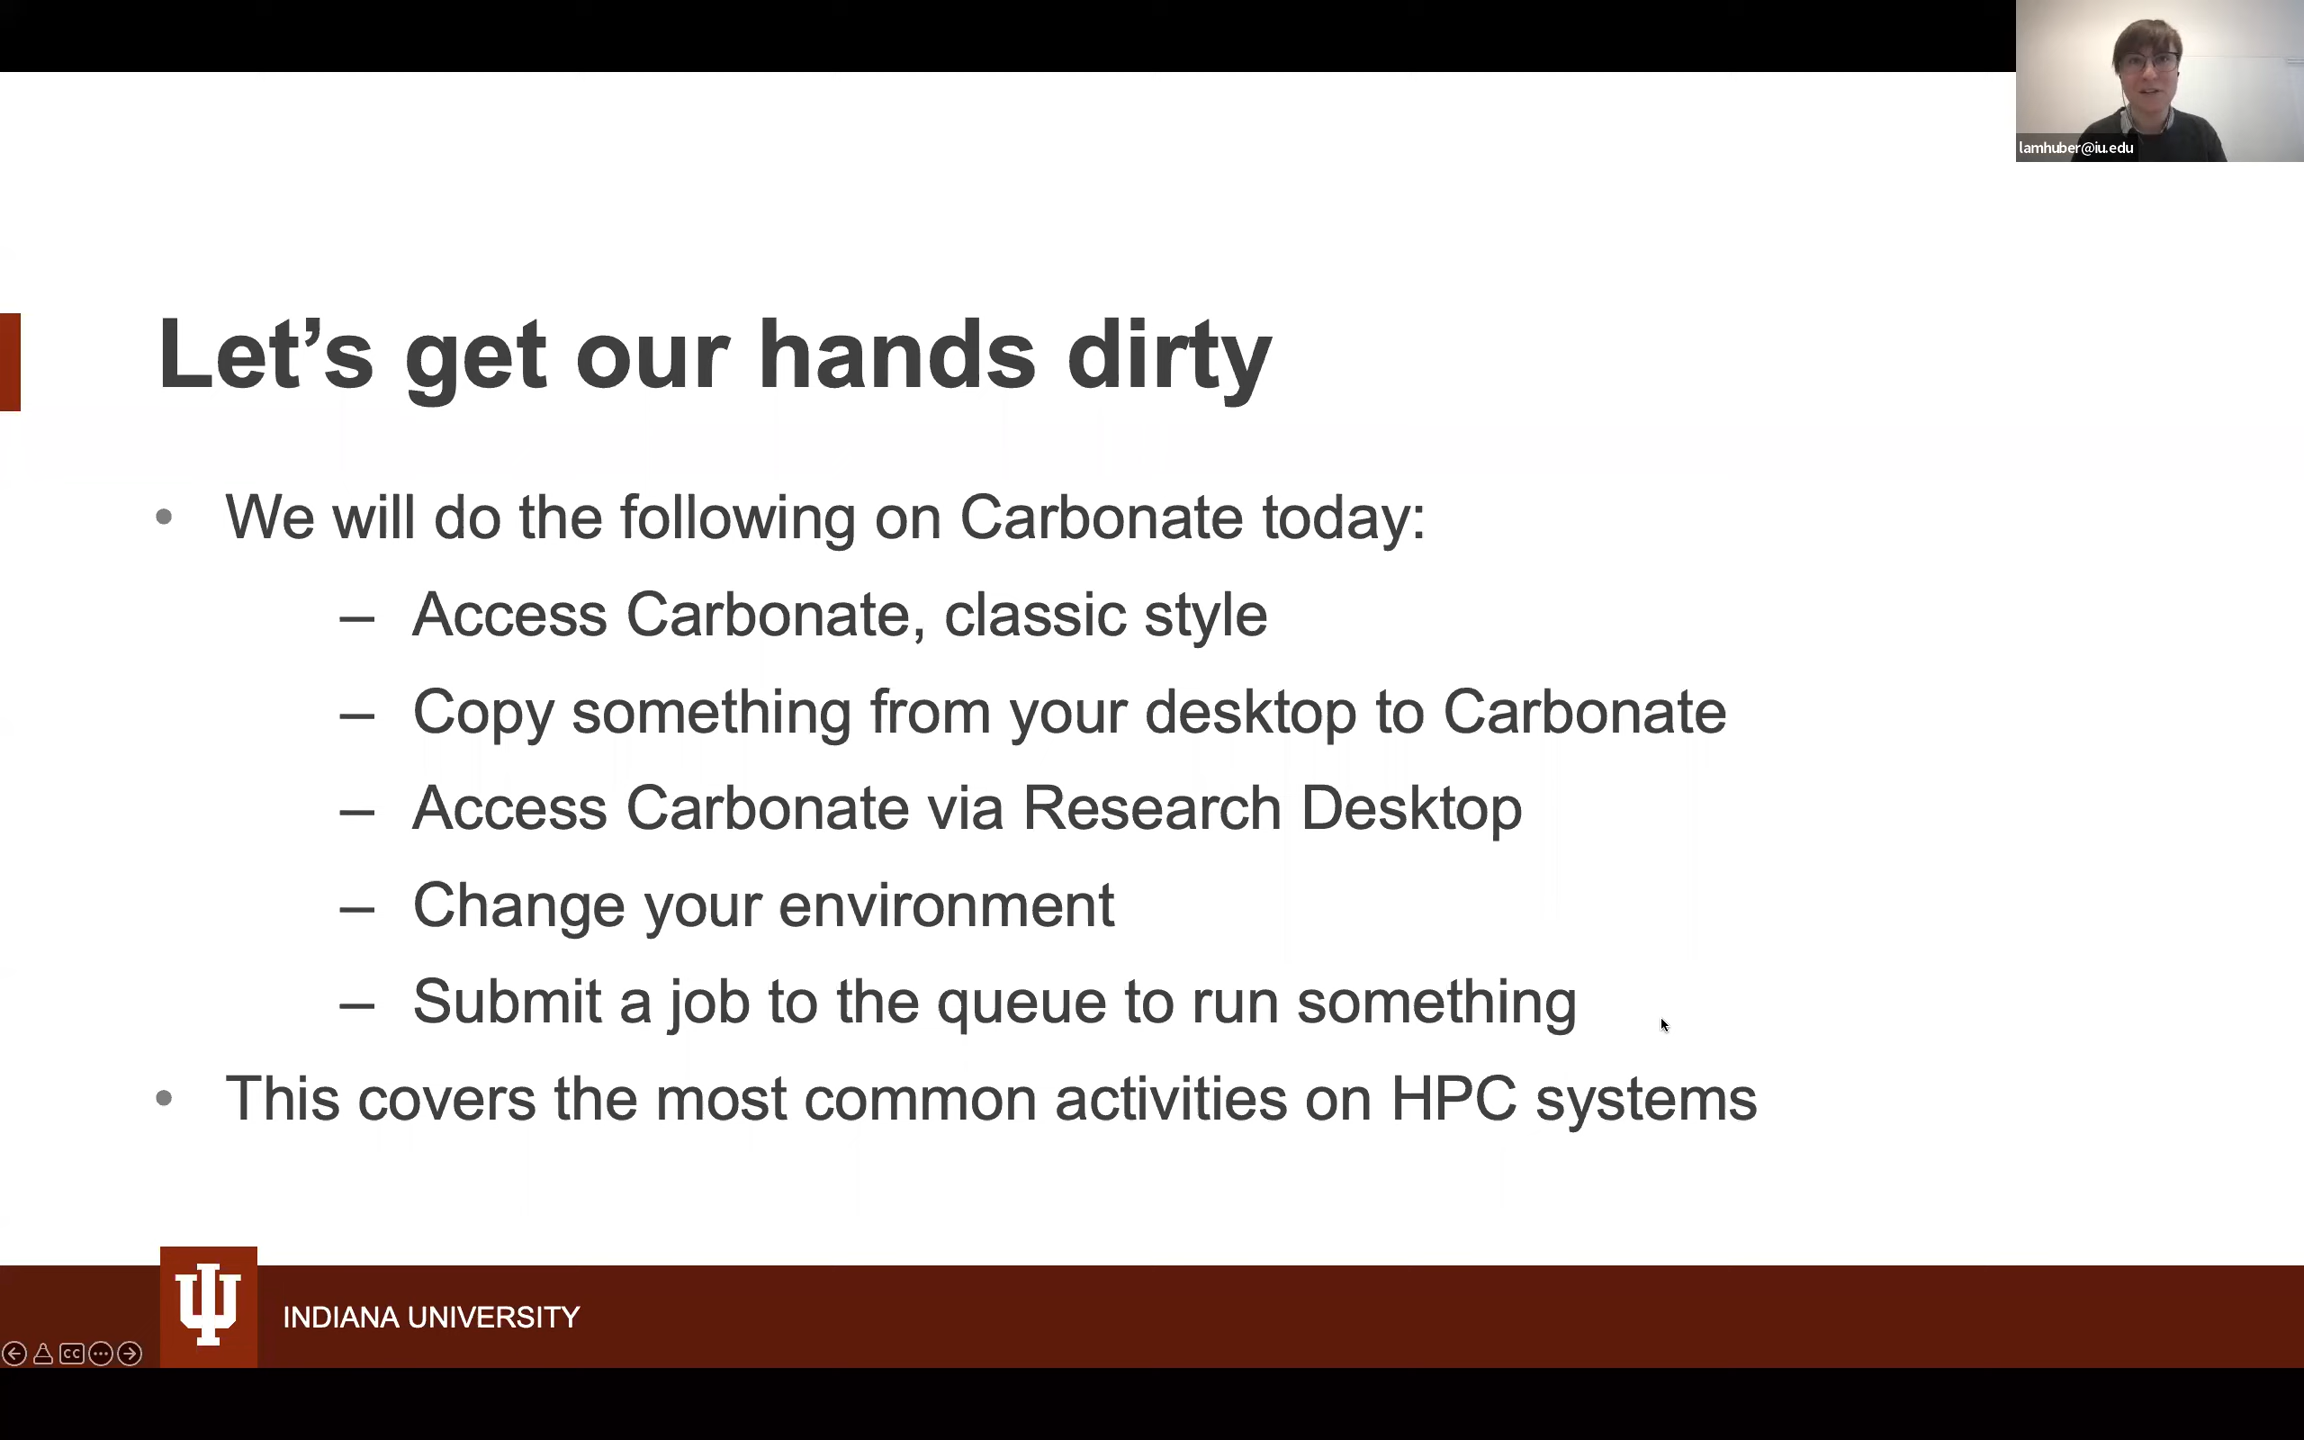 lamhuber@iu.edu
Let’s get our hands dirty
• We will do the following on Carbonate today:
– Access Carbonate, classic style
– Copy something from your desktop to Carbonate
– Access Carbonate via Research Desktop
– Change your environment
– Submit a job to the queue to run something
• This covers the most common activities on HPC systems
INDIANA UNIVERSITY
CC